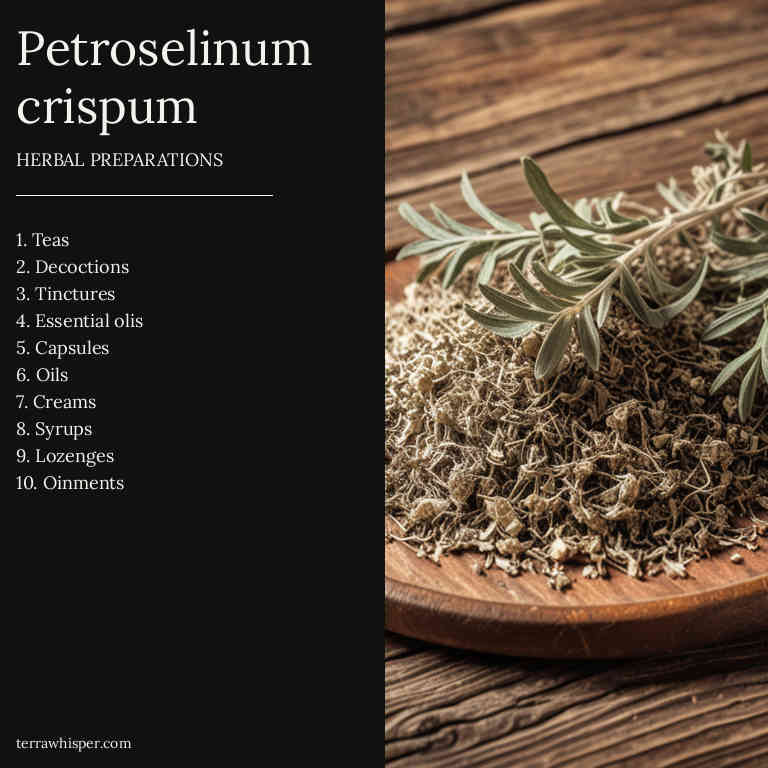 Petroselinum
crispum
HERBAL PREPARATIONS
1. Teas
2. Decoctions
3. Tinctures
4. Essential olis
5. Capsules
6. Oils
7. Creams
8. Syrups
9. Lozenges
10. Oinments
terrawhisper.com